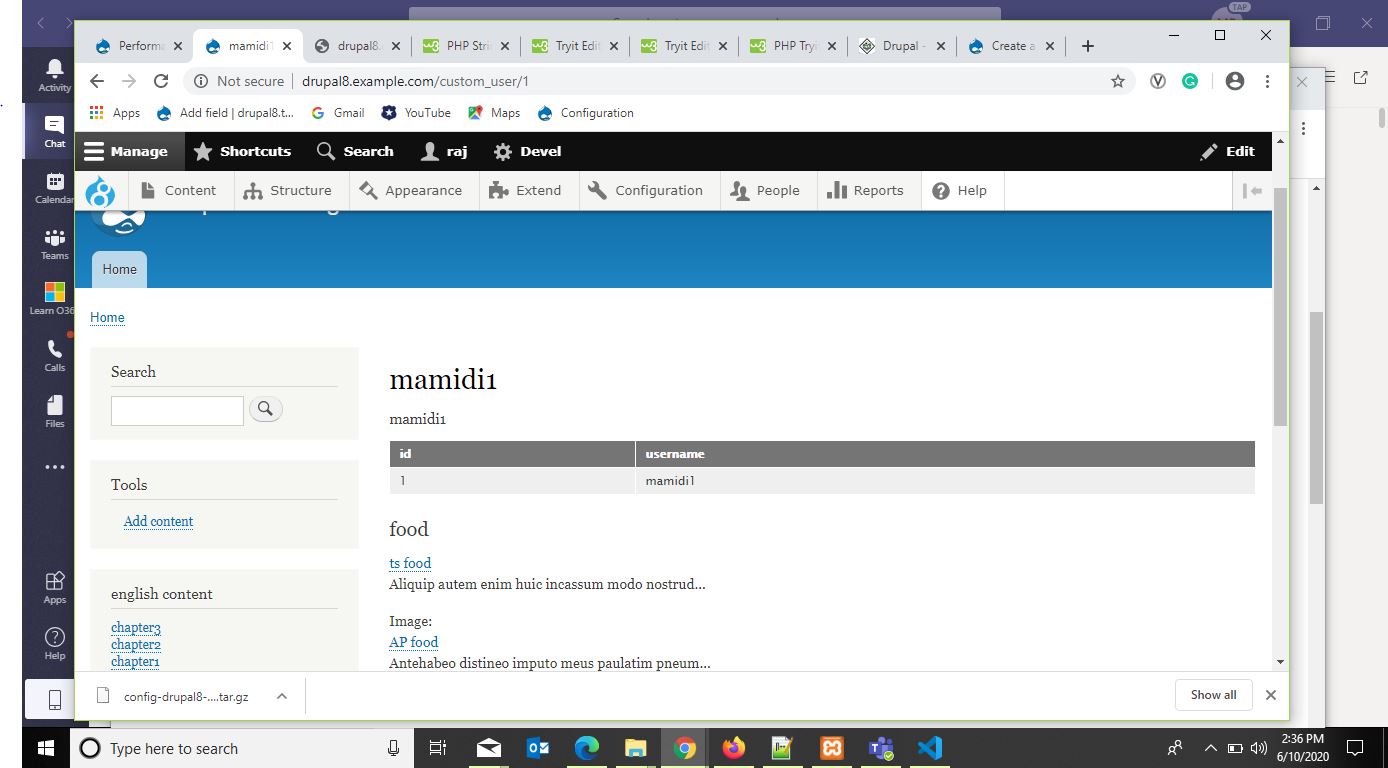 TAP
Performa
mamidi1
drupal8.
PHP Stri
Tryit Edit
Tryit Edit
PHP Tryi
Drupal -
Create a
Not secure | drupal8.example.com/custom_user/1
Apps
Add field | drupal8.t...
Gmail
YouTube
Maps
Configuration
Manage
Shortcuts
Search
raj
Devel
Edit
Content
Structure
Appearance
Extend
Configuration
People
Reports
Help
Home
Home
Search
mamidi1
mamidi1
id username
1 mamidi1
Tools
Add content
food
ts food
Aliquip autem enim huic incassum modo nostrud...
english content
chapter3
chapter2
chapter1
Image:
AP food
Antehabeo distineo imputo meus paulatim pneum...
Activity
Chat
Calendar
Teams
Learn O36
Calls
Files
Apps
Help
config-drupal8-....tar.gz
Show all
Type here to search
2:36 PM
6/10/2020